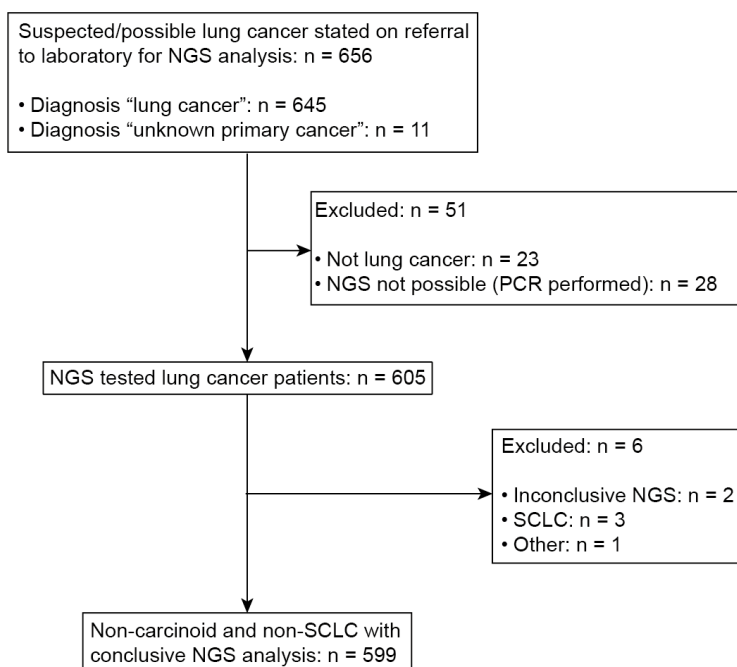 Suspected/possible lung cancer stated on referral
to laboratory for NGS analysis: n = 656
• Diagnosis “lung cancer”: n = 645
• Diagnosis “unknown primary cancer”: n = 11
Excluded: n = 51
• Not lung cancer: n = 23
• NGS not possible (PCR performed): n = 28
NGS tested lung cancer patients: n = 605
Excluded: n = 6
• Inconclusive NGS: n = 2
• SCLC: n = 3
• Other: n = 1
Non-carcinoid and non-SCLC with
conclusive NGS analysis: n = 599